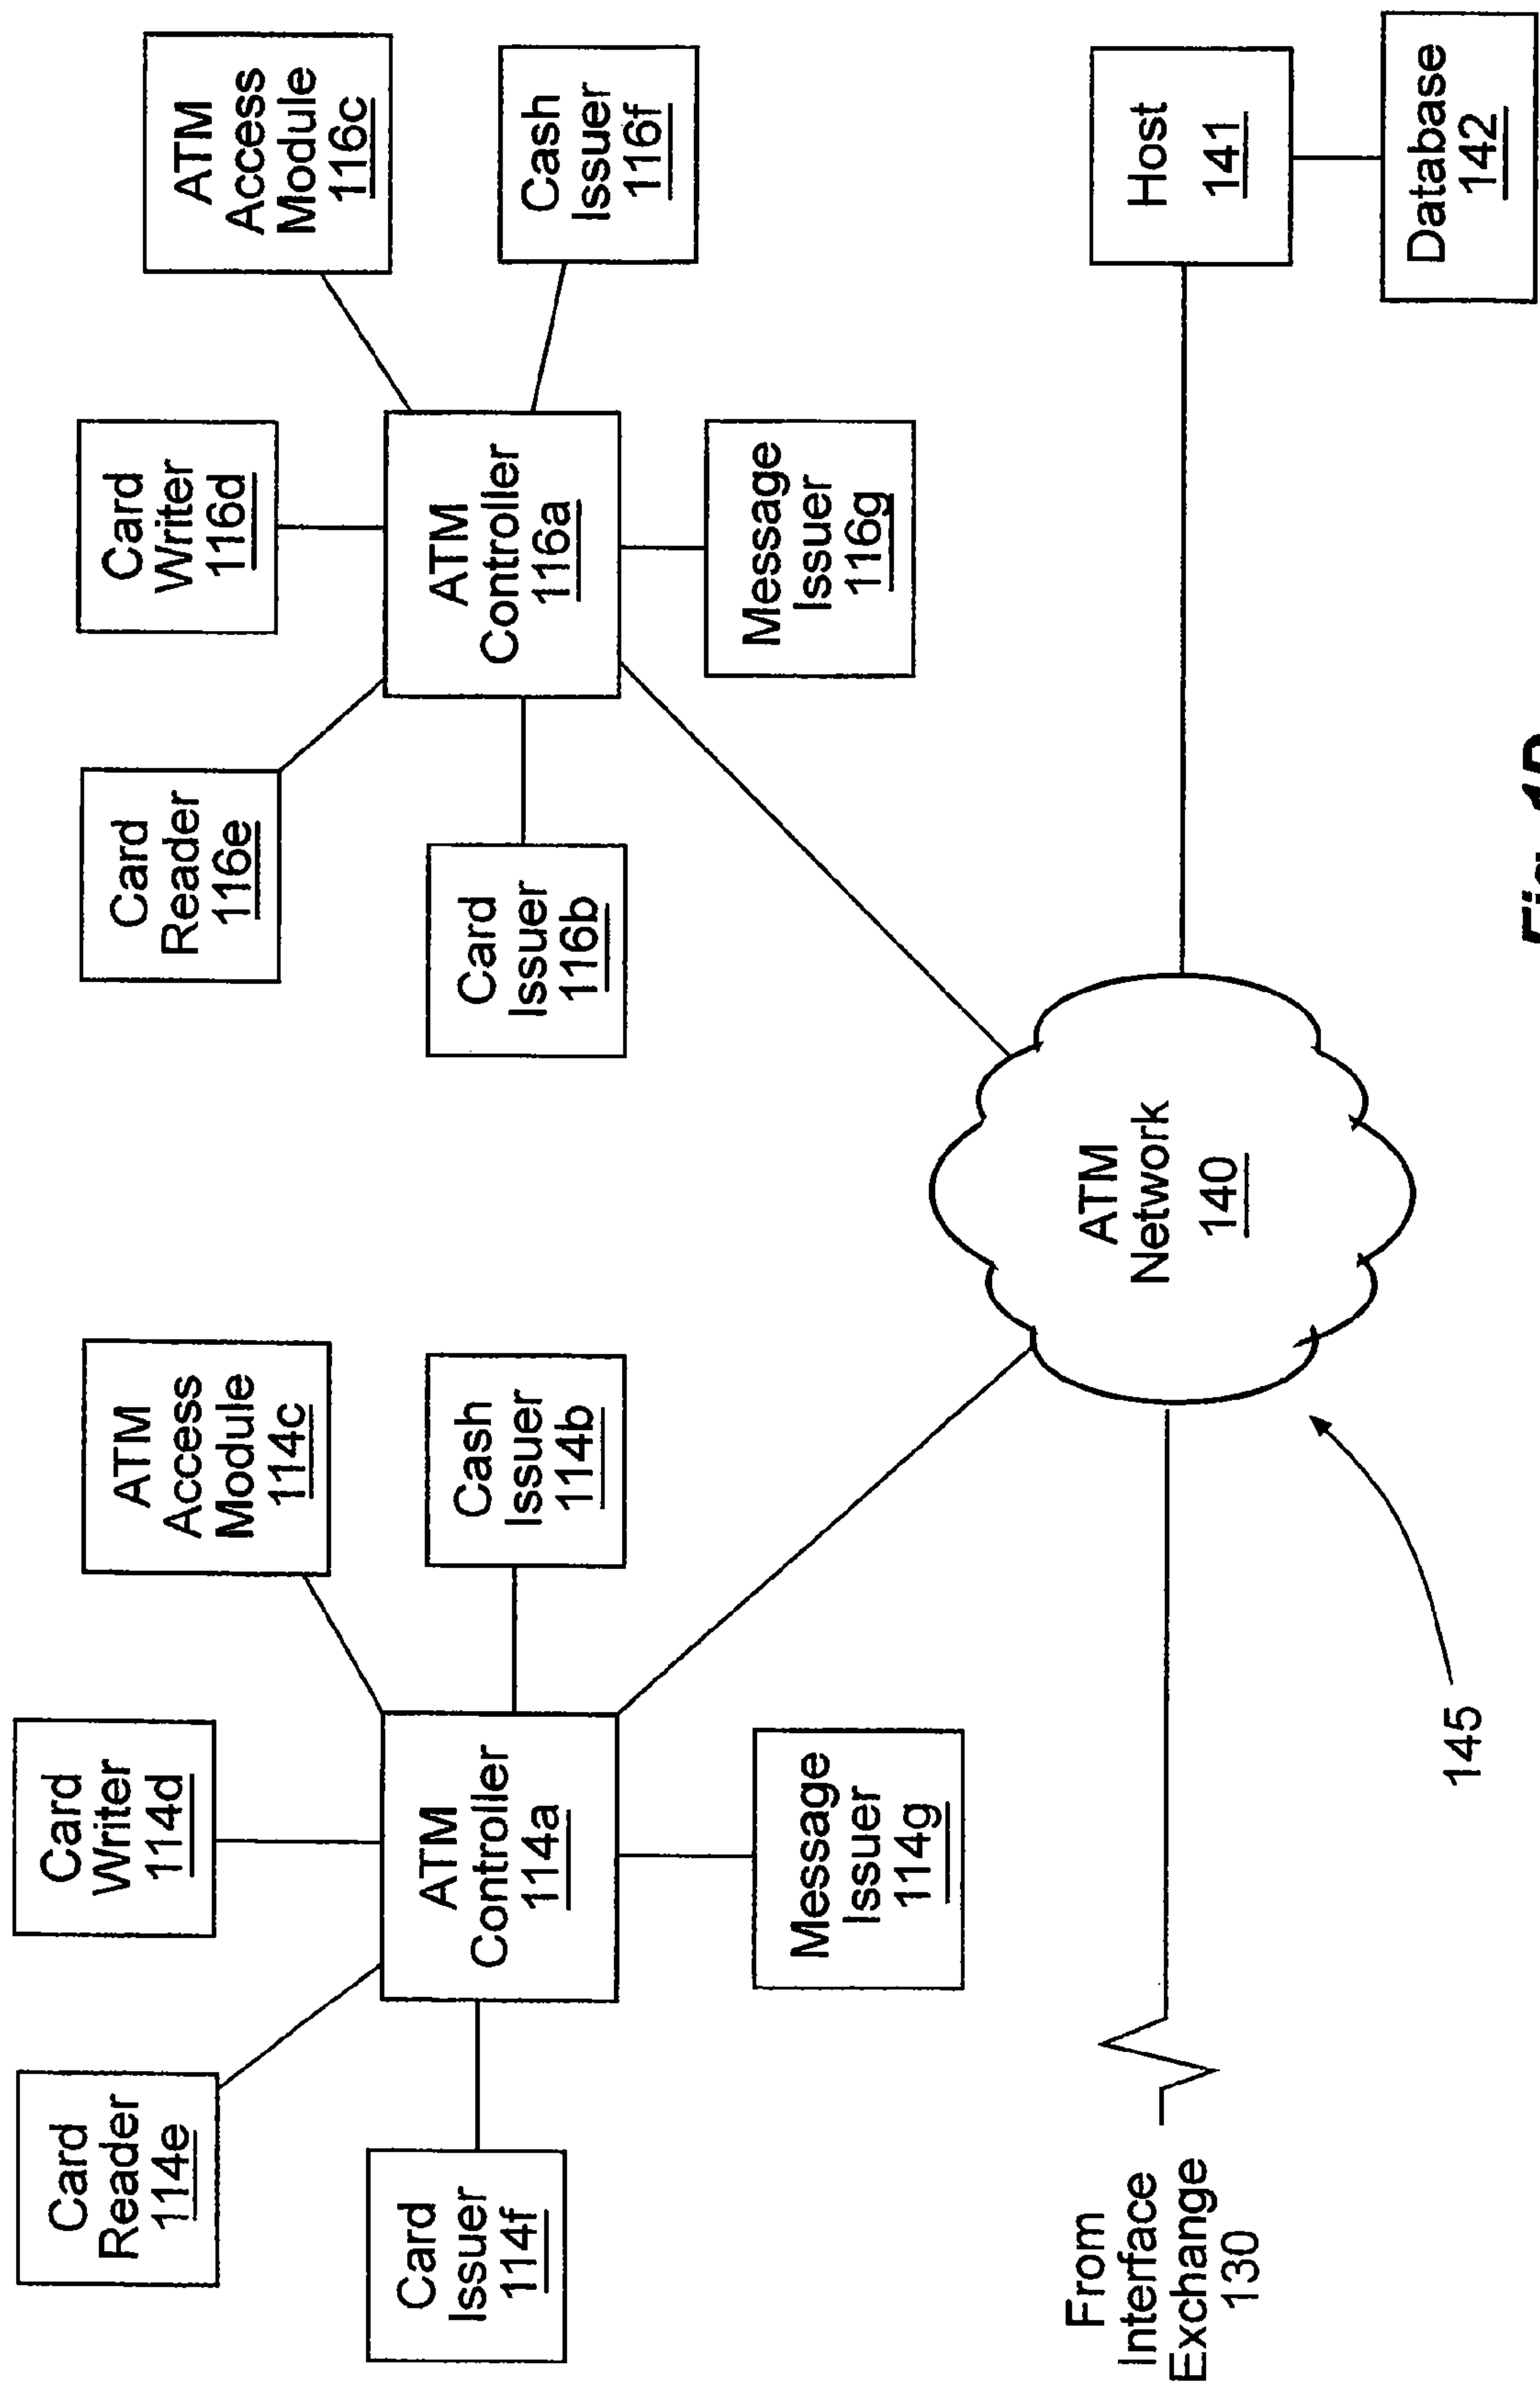 Card
Reader
114e
Card
Writer
114d
ATM
Access
Module
114c
Card
Issuer
114f
ATM
Controller
114a
Cash
Issuer
114b
Message
Issuer
114g
Card
Reader
116e
Card
Writer
116d
ATM
Access
Module
116c
Card
Issuer
116b
ATM
Controller
116a
Cash
Issuer
116f
Message
Issuer
116g
From
Interface
Exchange
130
ATM
Network
140
Host
141
Database
142
145
Fig.